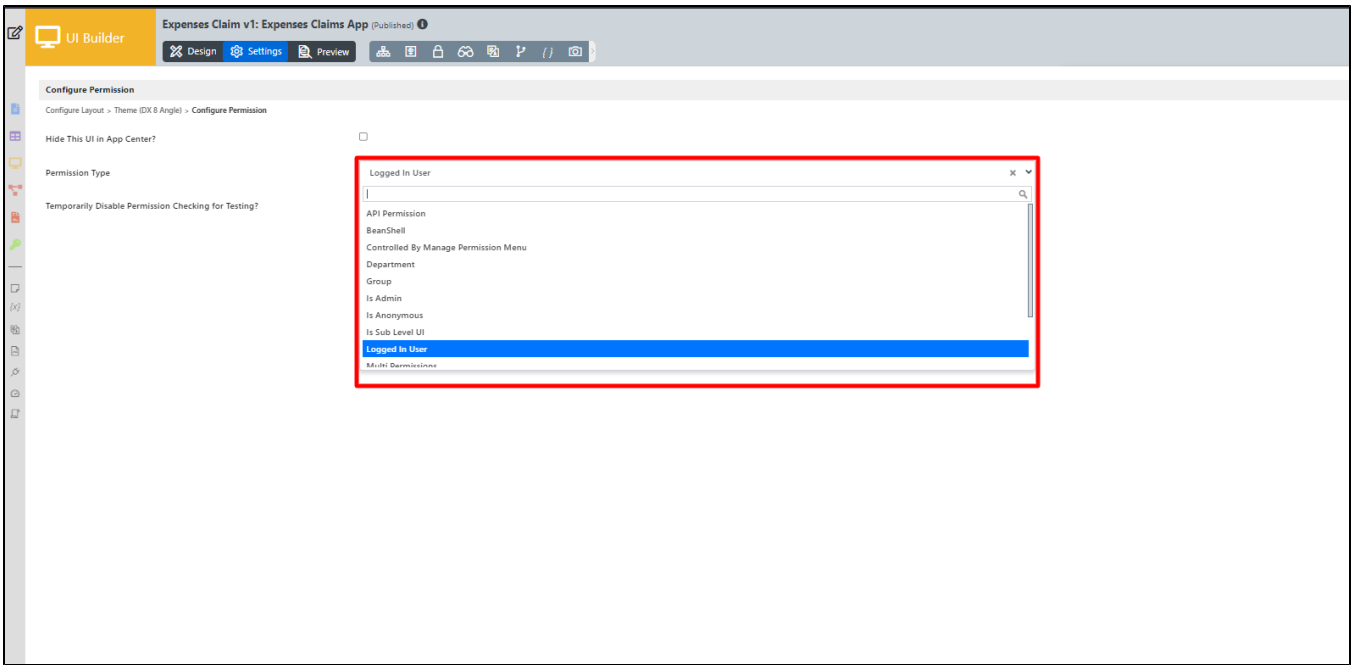 Expenses Claim v1: Expenses Claims App (Published)
UI Builder
Design Settings Preview
Configure Permission
Configure Layout > Theme (DX 8 Angle) > Configure Permission
Hide This UI in App Center?
Permission Type
Logged In User
Temporarily Disable Permission Checking for Testing?
API Permission
BeanShell
Controlled By Manage Permission Menu
Department
Group
Is Admin
Is Anonymous
Is Sub Level UI
Logged In User
Multi Permissions